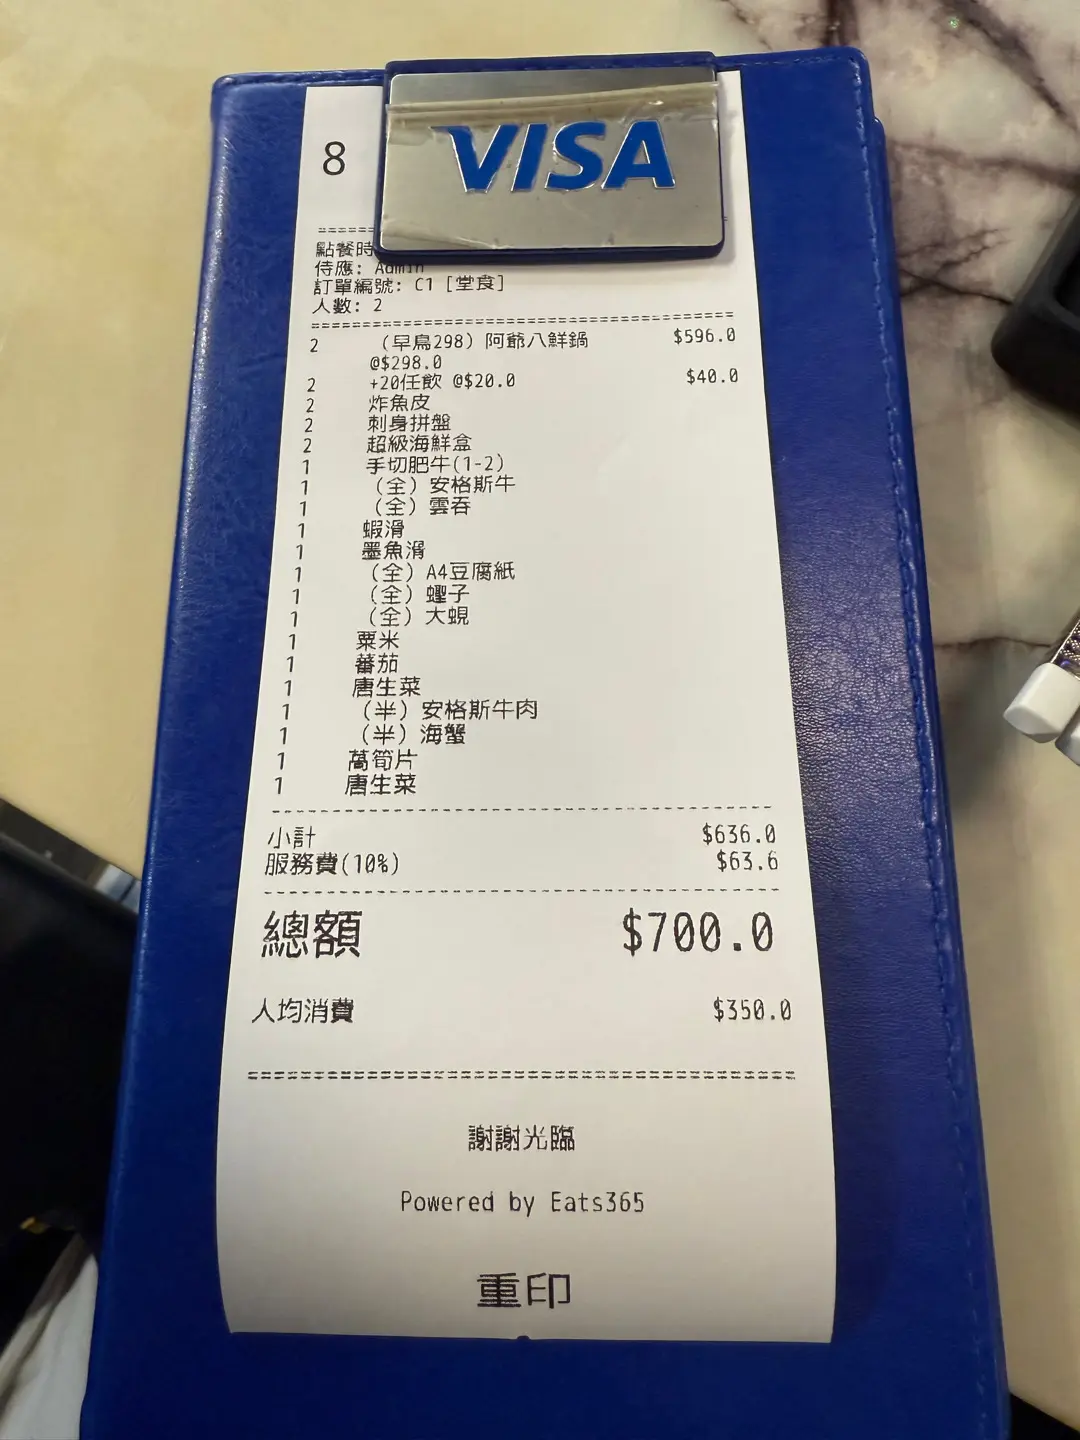 VISA
8
點餐時
侍應: Admin
訂單編號: C1 [堂食]
人數: 2
2 (早鳥298) 阿爺八鮮鍋 $596.0
@$298.0
2 +20任飲 @$20.0 $40.0
2 炸魚皮
2 刺身拼盤
2 超級海鮮盒
1 手切肥牛(1-2)
1 (全) 安格斯牛
1 (全) 雲吞
1 蝦滑
1 墨魚滑
1 (全) A4豆腐紙
1 (全) 蟶子
1 (全) 大蜆
1 粟米
1 蕃茄
1 唐生菜
1 (半) 安格斯牛肉
1 (半) 海蟹
1 萵筍片
1 唐生菜
小計 $636.0
服務費(10%) $63.6
總額 $700.0
人均消費 $350.0
謝謝光臨
Powered by Eats365
重印